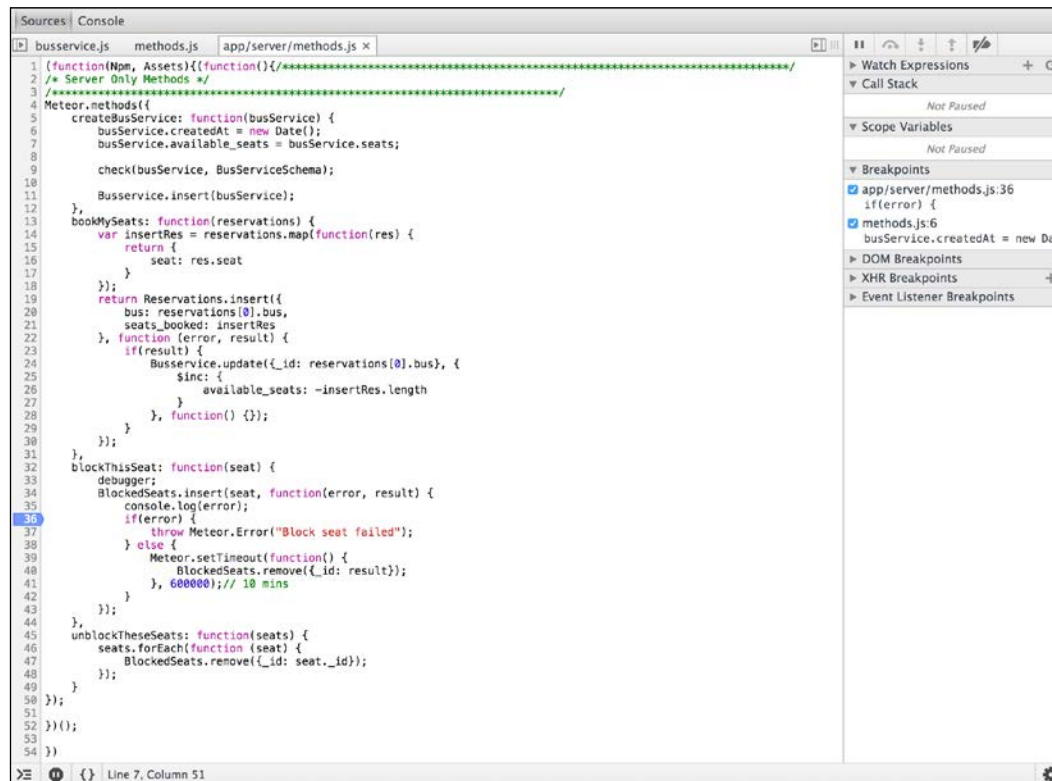 Sources Console
busservice.js methods.js app/server/methods.js ×
1 (function(Npm, Assets){(function(){/*////////////////////////////////////////////////////////////////////////////////*/
2 /* Server Only Methods */
3 /*****************************************************************************/
4 Meteor.methods({
5     createBusService: function(busService) {
6         busService.createdAt = new Date();
7         busService.available_seats = busService.seats;
8
9         check(busService, BusServiceSchema);
10
11         Busservice.insert(busService);
12     },
13     bookMySeats: function(reservations) {
14         var insertRes = reservations.map(function(res) {
15             return {
16                 seat: res.seat
17             }
18         });
19         return Reservations.insert({
20             bus: reservations[0].bus,
21             seats_booked: insertRes
22         }, function (error, result) {
23             if(result) {
24                 Busservice.update({_id: reservations[0].bus}, {
25                     $inc: {
26                         available_seats: -insertRes.length
27                     }
28                 }, function() {});
29             }
30         });
31     },
32     blockThisSeat: function(seat) {
33         debugger;
34         BlockedSeats.insert(seat, function(error, result) {
35             console.log(error);
36             if(error) {
37                 throw Meteor.Error("Block seat failed");
38             } else {
39                 Meteor.setTimeout(function() {
40                     BlockedSeats.remove({_id: result});
41                 }, 600000);// 10 mins
42             }
43         });
44     },
45     unblockTheseSeats: function(seats) {
46         seats.forEach(function (seat) {
47             BlockedSeats.remove({_id: seat._id});
48         });
49     }
50 });
51
52 })();
53
54 })
{} Line 7, Column 51
Watch Expressions +
Call Stack
Not Paused
Scope Variables
Not Paused
Breakpoints
app/server/methods.js:36
if(error) {
methods.js:6
busService.createdAt = new Da
DOM Breakpoints
XHR Breakpoints +
Event Listener Breakpoints